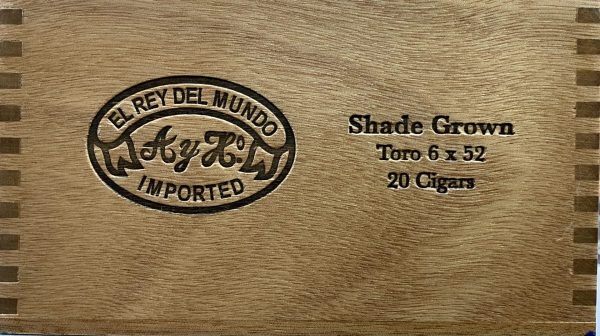 EL REY DEL MUNDO
A y Ho.
IMPORTED
Shade Grown
Toro 6 x 52
20 Cigars